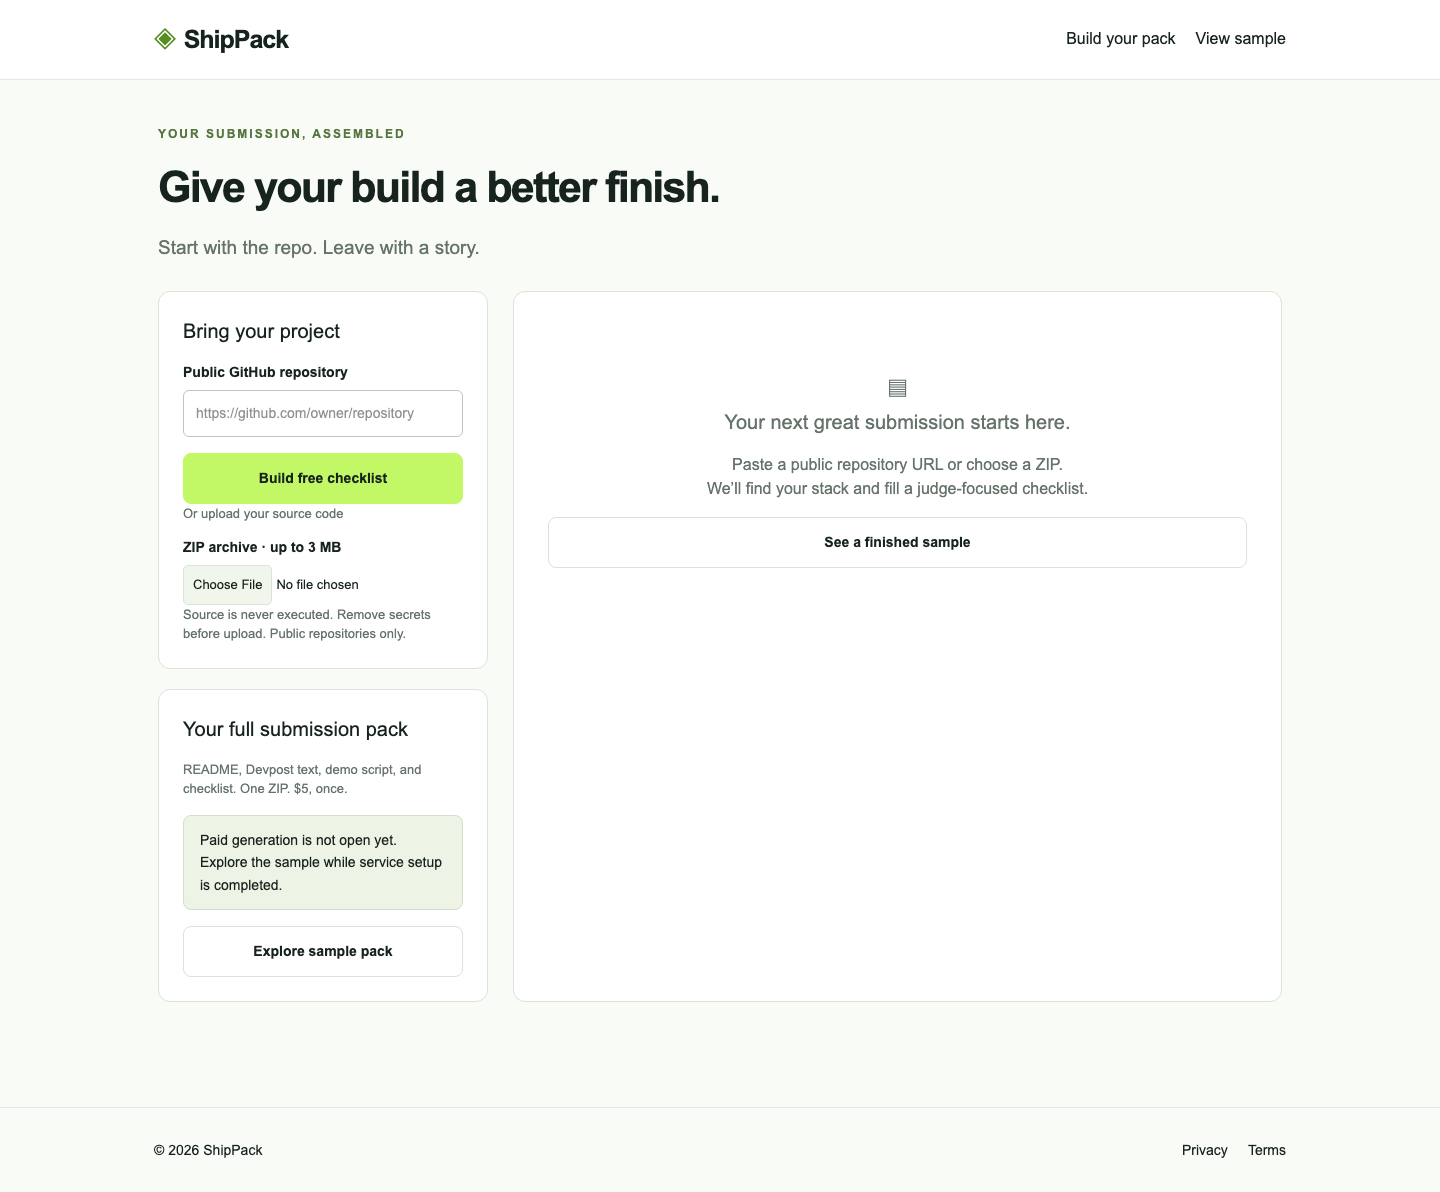 ShipPack
Build your pack
View sample
YOUR SUBMISSION, ASSEMBLED
Give your build a better finish.
Start with the repo. Leave with a story.
Bring your project
Public GitHub repository
https://github.com/owner/repository
Build free checklist
Or upload your source code
ZIP archive · up to 3 MB
Choose File No file chosen
Source is never executed. Remove secrets
before upload. Public repositories only.
Your full submission pack
README, Devpost text, demo script, and
checklist. One ZIP. $5, once.
Paid generation is not open yet.
Explore the sample while service setup
is completed.
Explore sample pack
Your next great submission starts here.
Paste a public repository URL or choose a ZIP.
We’ll find your stack and fill a judge-focused checklist.
See a finished sample
© 2026 ShipPack
Privacy
Terms